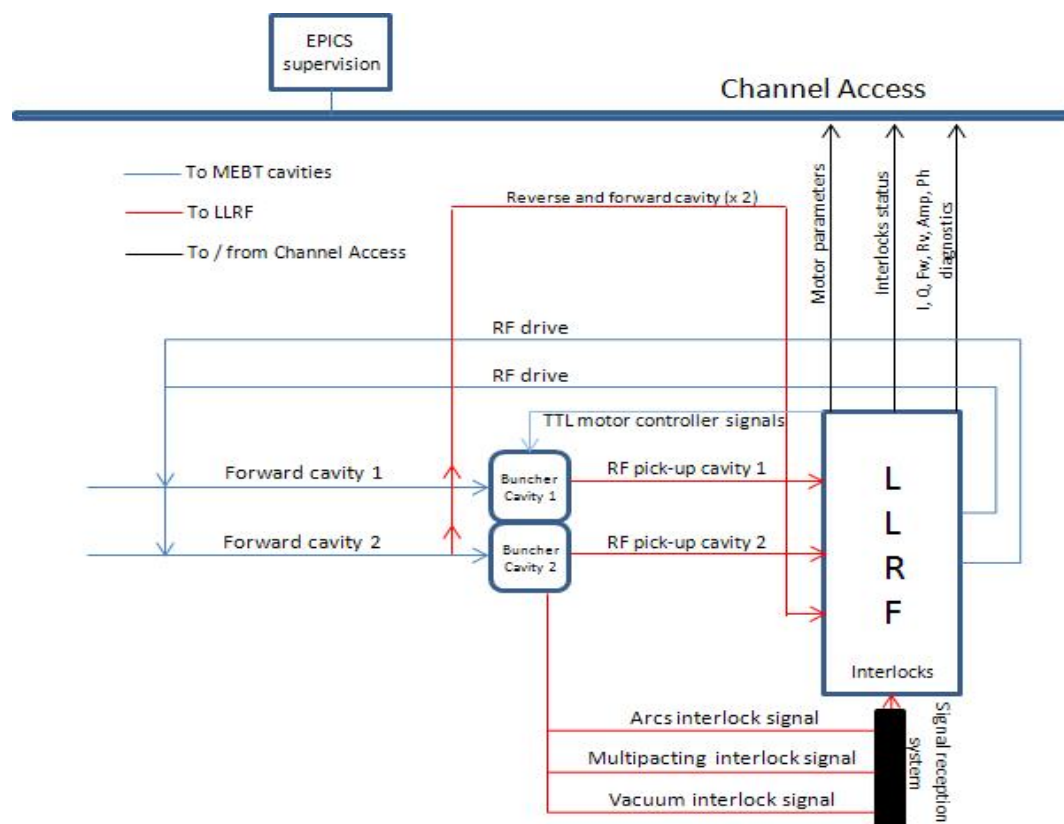 EPICS
supervision
Channel Access
To MEBT cavities
To LLRF
To / from Channel Access
Reverse and forward cavity (x 2)
Motor parameters
Interlocks status
I, Q, Fw, Rv, Amp, Ph
diagnostics
RF drive
RF drive
TTL motor controller signals
Forward cavity 1
Buncher
Cavity 1
RF pick-up cavity 1
Forward cavity 2
Buncher
Cavity 2
RF pick-up cavity 2
L
L
R
F
Interlocks
Arcs interlock signal
Multipacting interlock signal
Vacuum interlock signal
Signal reception
system